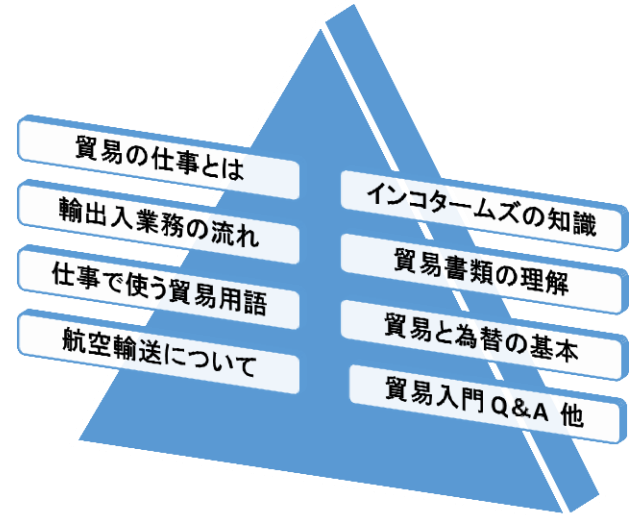 貿易の仕事とは
輸出入業務の流れ
仕事で使う貿易用語
航空輸送について
インコタームズの知識
貿易書類の理解
貿易と為替の基本
貿易入門Q&A 他